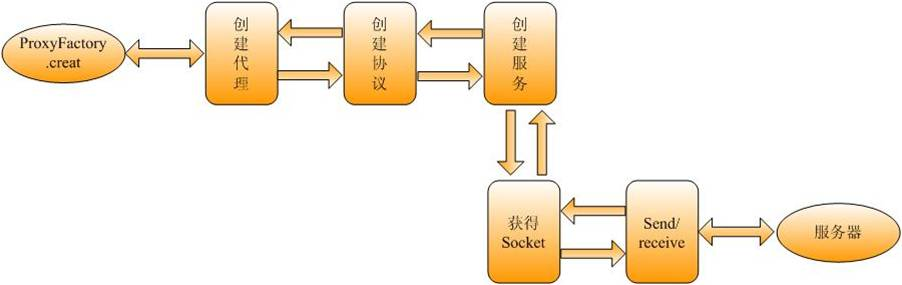 ProxyFactory
.creat
创
建
代
理
创
建
协
议
创
建
服
务
获得
Socket
Send/
receive
服务器